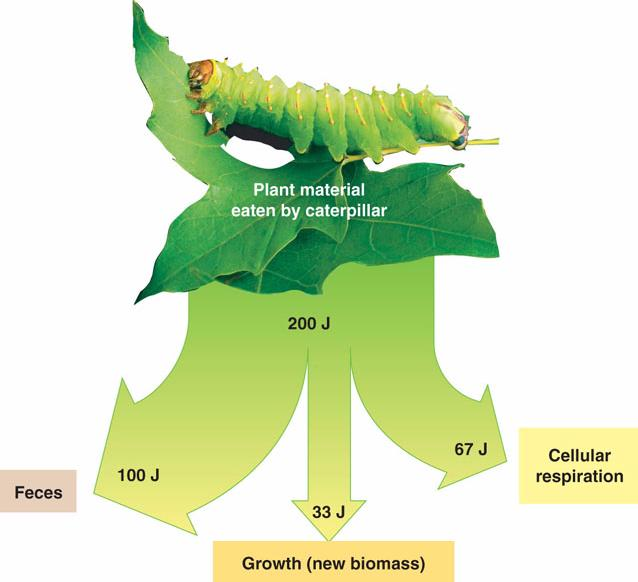 Plant material
eaten by caterpillar
200 J
67 J
Cellular
respiration
100 J
Feces
33 J
Growth (new biomass)